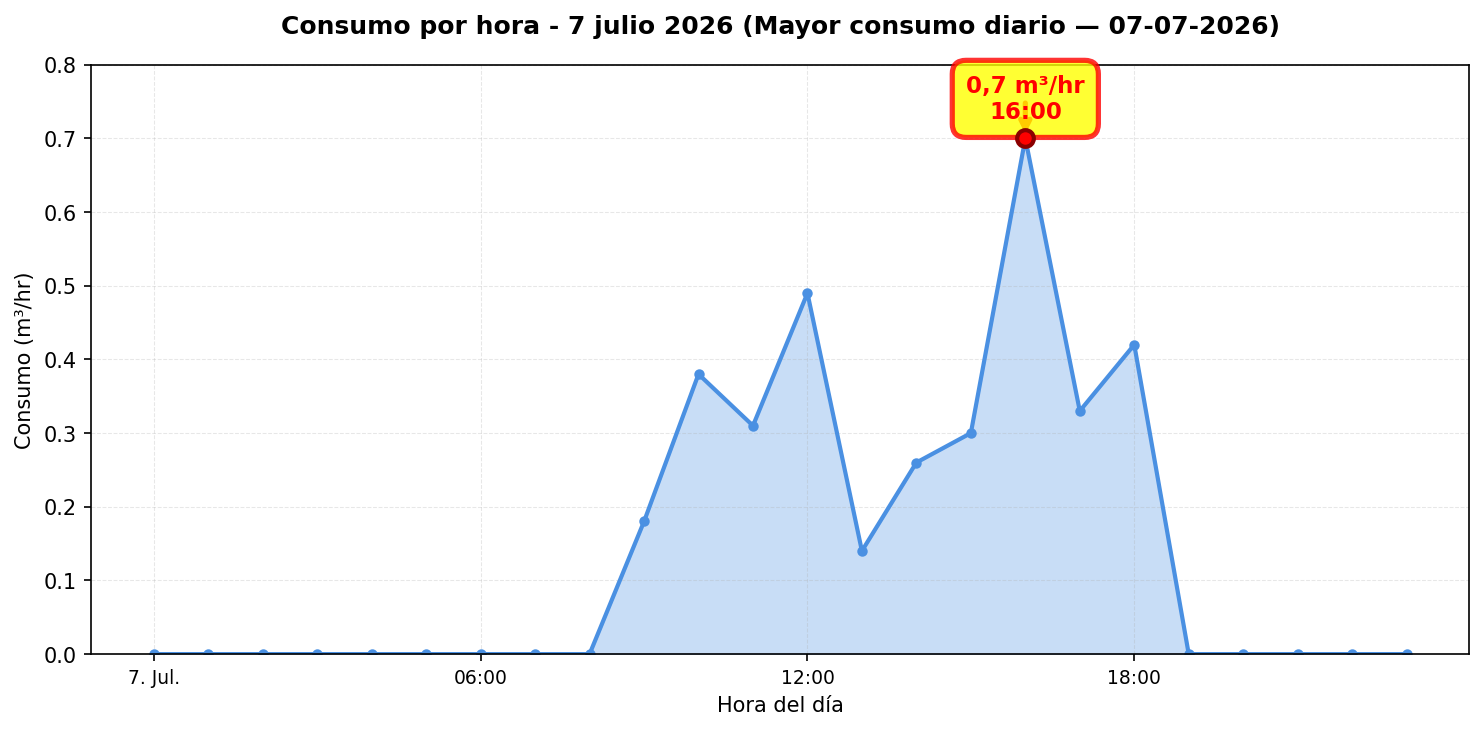 Consumo por hora - 7 julio 2026 (Mayor consumo diario — 07-07-2026)
0,7 m³/hr
16:00
Consumo (m³/hr)
0.8
0.7
0.6
0.5
0.4
0.3
0.2
0.1
0.0
7. Jul.
06:00
12:00
18:00
Hora del día